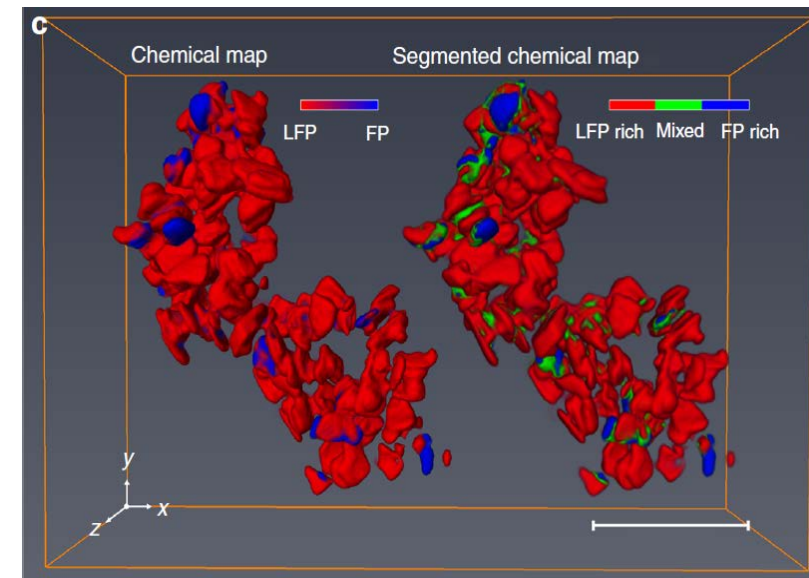 c
Chemical map
Segmented chemical map
LFP FP
LFP rich Mixed FP rich
y
x
z